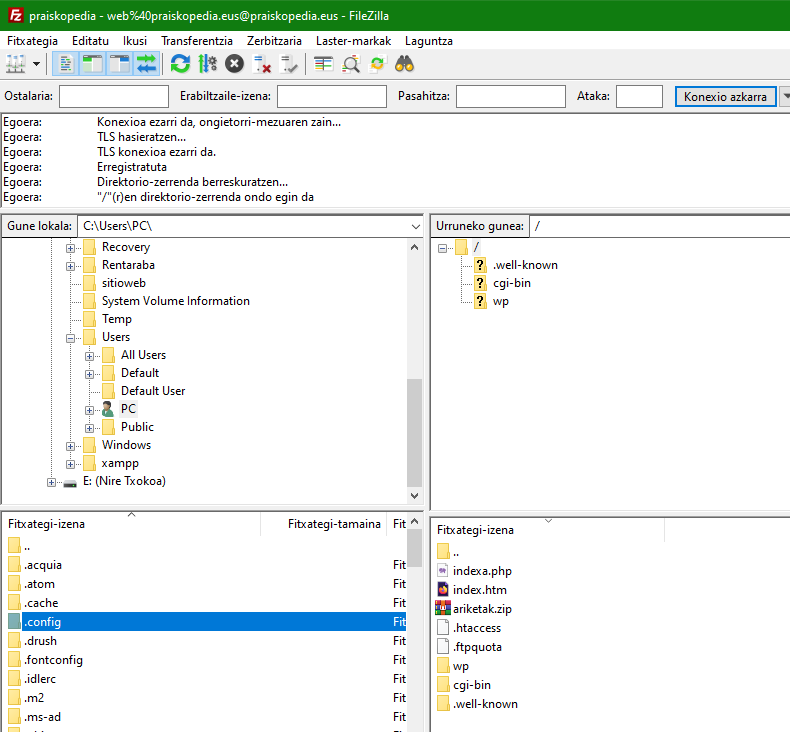 praiskopedia - web%40praiskopedia.eus@praiskopedia.eus - FileZilla
Fitxategia Editatu Ikusi Transferentzia Zerbitzaria Laster-markak Laguntza
Ostalaria: Erabiltzaile-izena: Pasahitza: Ataka: Konexio azkarra
Egoera: Konexioa ezarri da, ongietorri-mezuaren zain...
Egoera: TLS hasieratzen...
Egoera: TLS konexioa ezarri da.
Egoera: Erregistratuta
Egoera: Direktorio-zerrenda berreskuratzen...
Egoera: "/"(r)en direktorio-zerrenda ondo egin da
Gune lokala: C:\Users\PC\
Recovery
Rentaraba
sitioweb
System Volume Information
Temp
Users
All Users
Default
Default User
PC
Public
Windows
xampp
E: (Nire Txokoa)
Fitxategi-izena Fitxategi-tamaina Fit
..
.acquia Fit
.atom Fit
.cache Fit
.config Fit
.drush Fit
.fontconfig Fit
.idlerc Fit
.m2 Fit
.ms-ad Fit
Urruneko gunea: /
/
.well-known
cgi-bin
wp
Fitxategi-izena
..
indexa.php
index.htm
ariketak.zip
.htaccess
.ftpquota
wp
cgi-bin
.well-known